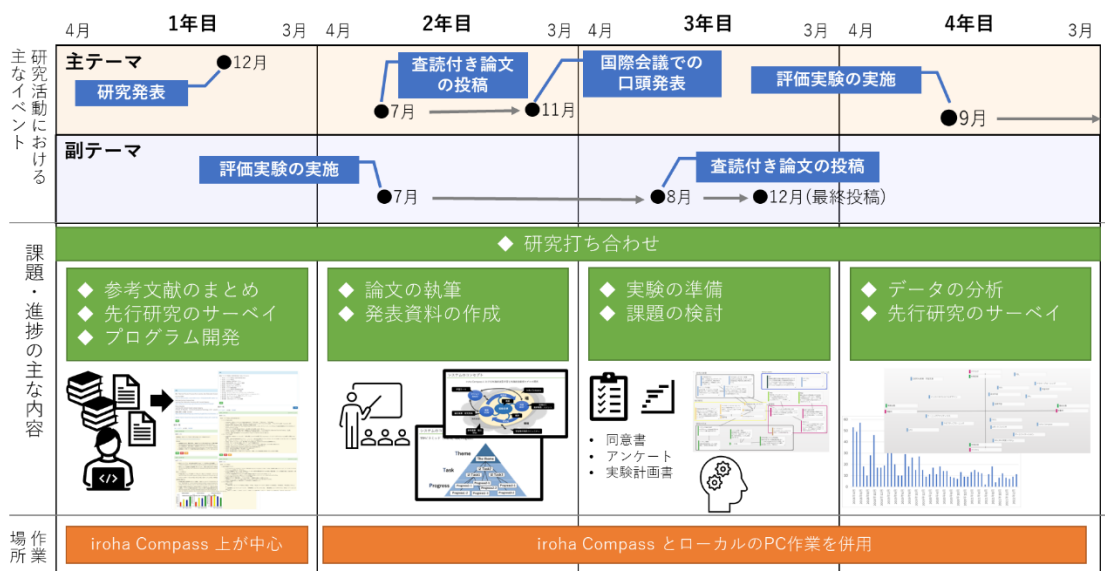 4月 1年目 3月 4月 2年目 3月 4月 3年目 3月 4月 4年目 3月
研究活動における
主なイベント
主テーマ
研究発表
12月
査読付き論文
の投稿
7月
11月
国際会議での
口頭発表
評価実験の実施
9月
副テーマ
評価実験の実施
7月
査読付き論文の投稿
8月
12月(最終投稿)
課題・進捗の主な内容
◆ 研究打ち合わせ
◆ 参考文献のまとめ
◆ 先行研究のサーベイ
◆ プログラム開発
◆ 論文の執筆
◆ 発表資料の作成
◆ 実験の準備
◆ 課題の検討
◆ データの分析
◆ 先行研究のサーベイ
Theme
Task
Progress
• 同意書
• アンケート
• 実験計画書
作業
場所
iroha Compass 上が中心
iroha Compass とローカルのPC作業を併用